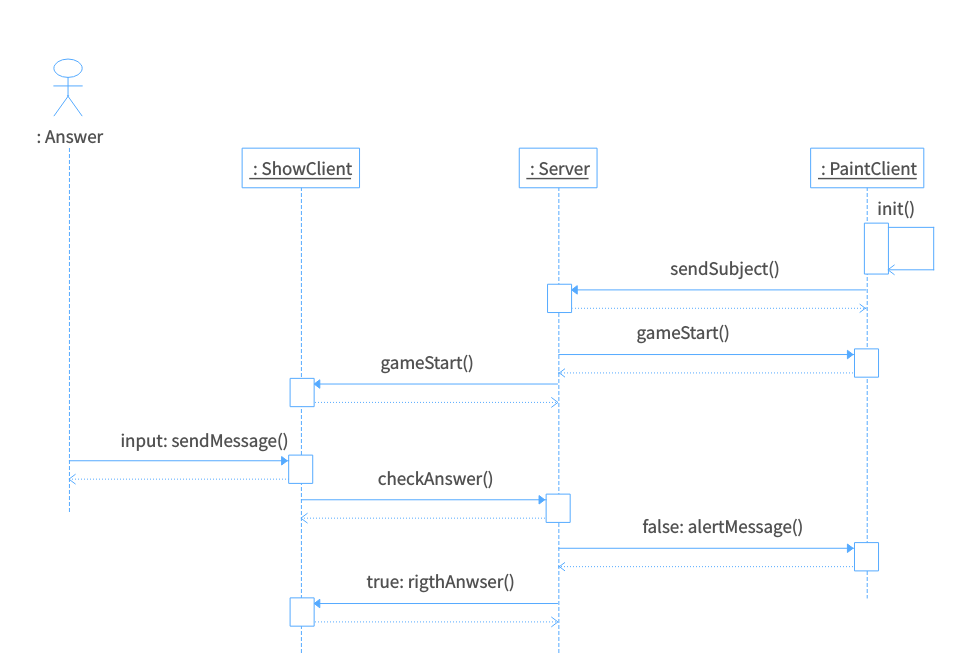 : Answer
: ShowClient
: Server
: PaintClient
init()
sendSubject()
gameStart()
gameStart()
input: sendMessage()
checkAnswer()
false: alertMessage()
true: rigthAnwser()